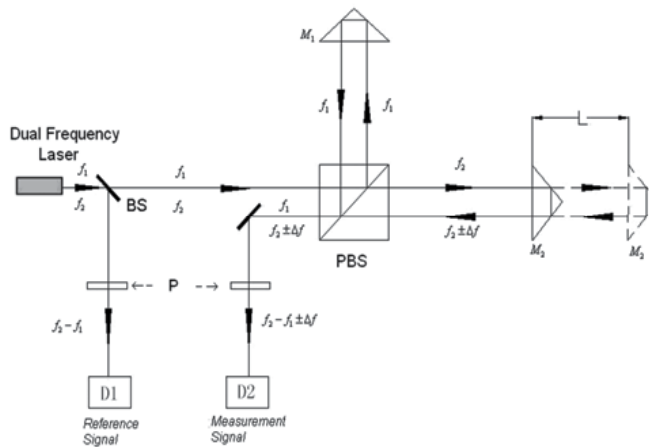 M₁
f₁
f₁
L
Dual Frequency
Laser
f₁
f₁
f₂
f₂
BS
f₂
f₁
f₂±Δf
f₂±Δf
M₂
M₂
PBS
P
f₂-f₁
f₂-f₁±Δf
D1
D2
Reference
Signal
Measurement
Signal